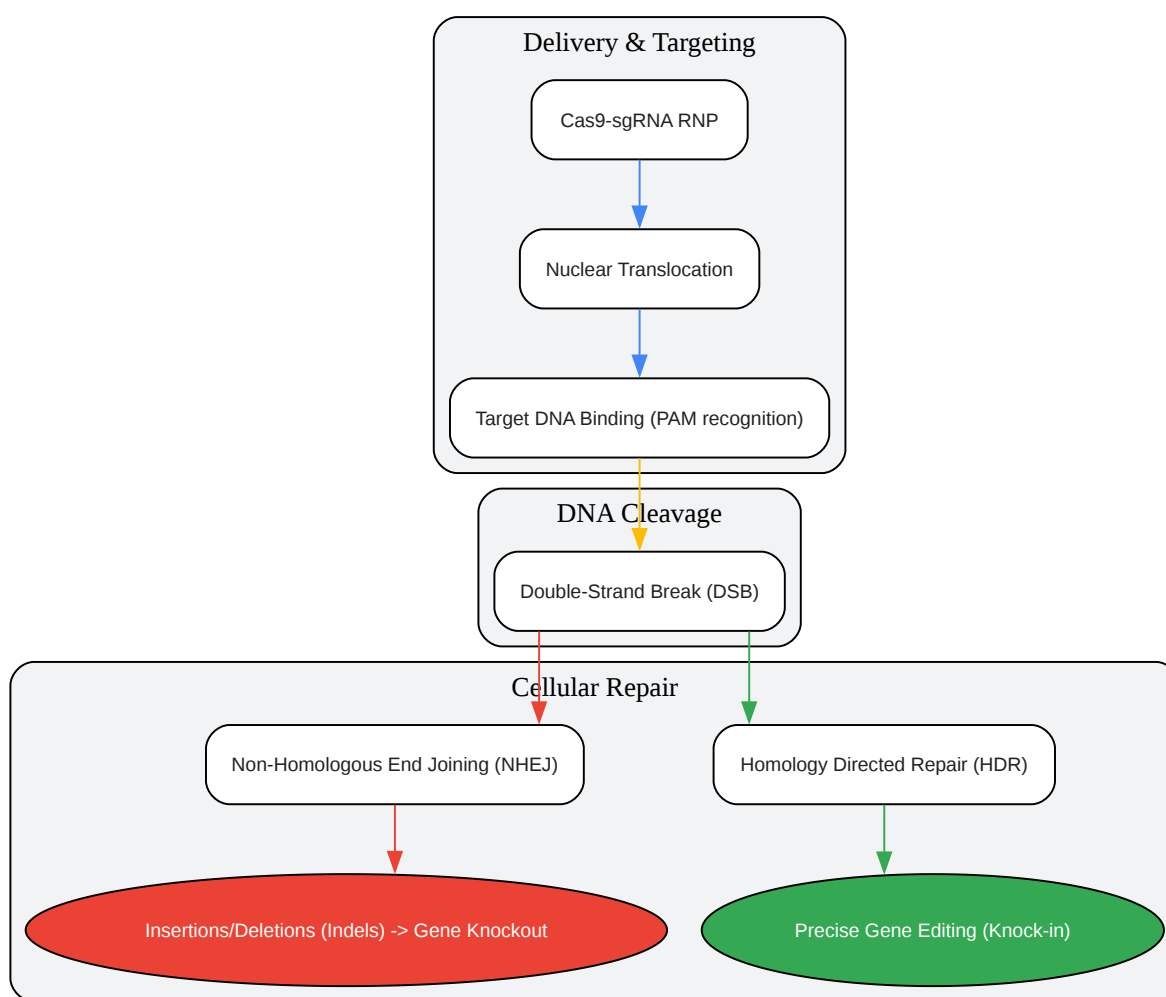 Delivery & Targeting
Cas9-sgRNA RNP
Nuclear Translocation
Target DNA Binding (PAM recognition)
DNA Cleavage
Double-Strand Break (DSB)
Cellular Repair
Non-Homologous End Joining (NHEJ)
Homology Directed Repair (HDR)
Insertions/Deletions (Indels) -> Gene Knockout
Precise Gene Editing (Knock-in)